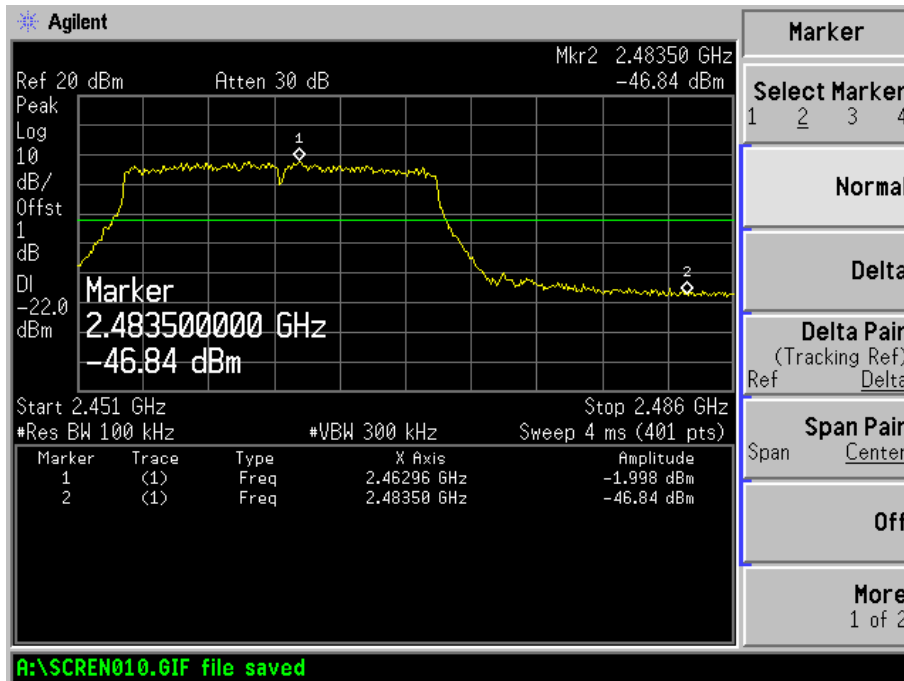 Agilent
Marker
Mkr2 2.48350 GHz
Ref 20 dBm Atten 30 dB -46.84 dBm
Peak
Log
10
dB/
Offst
1
dB
DI
-22.0
dBm
1
2
Marker
2.483500000 GHz
-46.84 dBm
Start 2.451 GHz Stop 2.486 GHz
#Res BW 100 kHz #VBW 300 kHz Sweep 4 ms (401 pts)
Marker Trace Type X Axis Amplitude
1 (1) Freq 2.46296 GHz -1.998 dBm
2 (1) Freq 2.48350 GHz -46.84 dBm
Select Marker
1 2 3 4
Normal
Delta
Delta Pair
(Tracking Ref)
Ref Delta
Span Pair
Span Center
Off
More
1 of 2
A:\SCREN010.GIF file saved